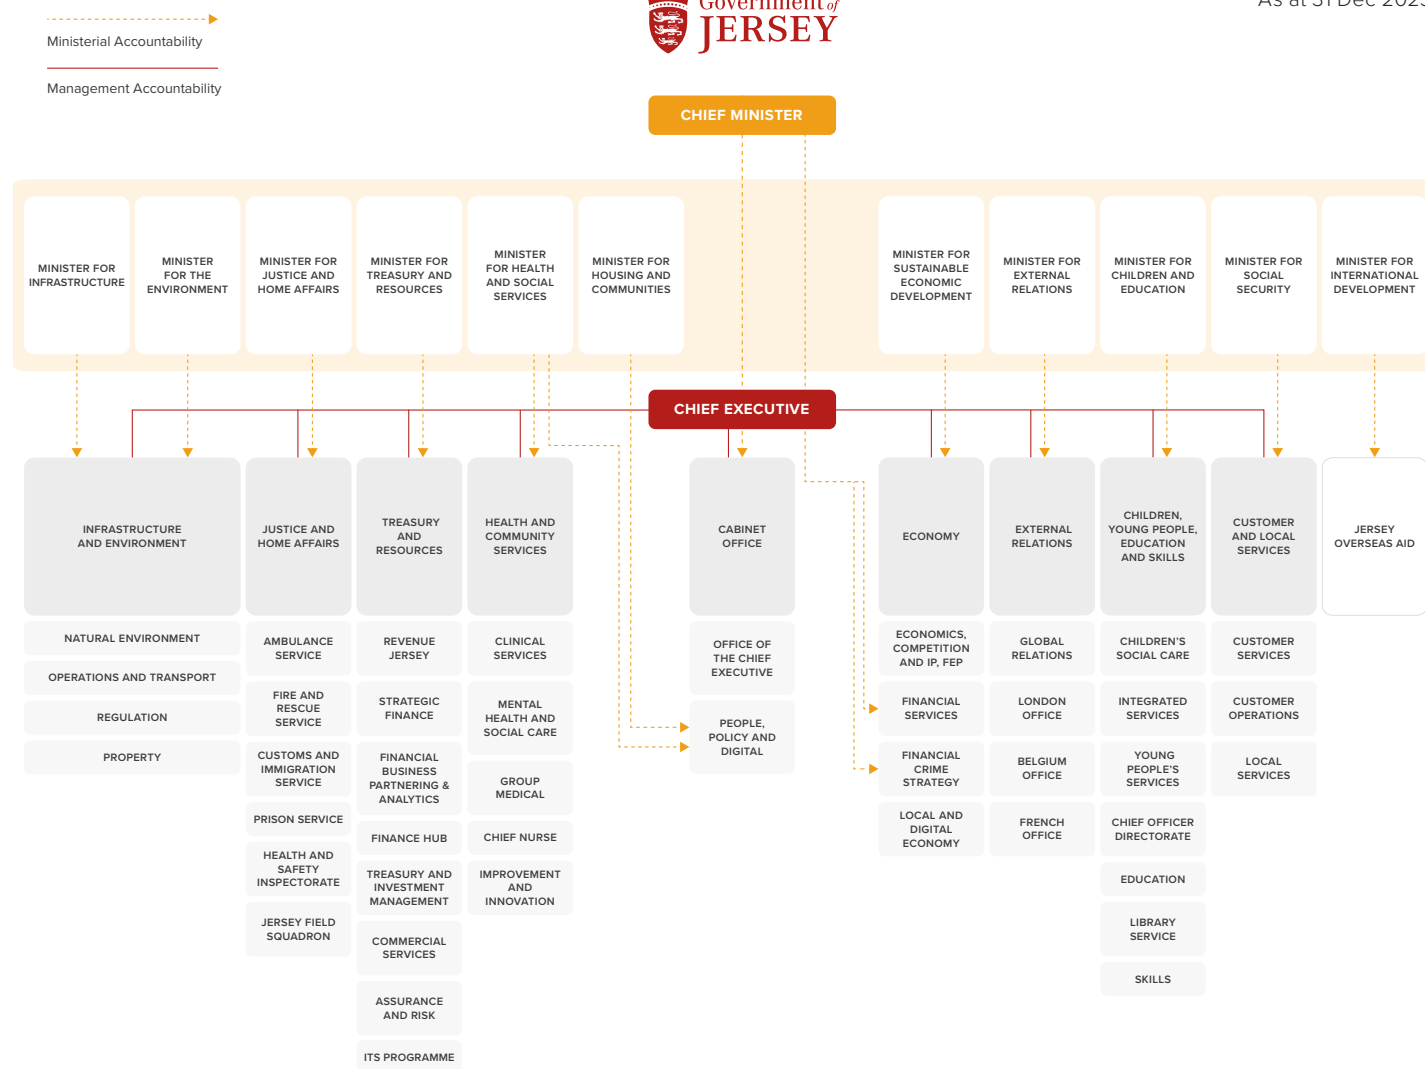 Government of
JERSEY
As at 31 Dec 2023
Ministerial Accountability
Management Accountability
CHIEF MINISTER
MINISTER FOR
INFRASTRUCTURE
MINISTER
FOR THE
ENVIRONMENT
MINISTER FOR
JUSTICE AND
HOME AFFAIRS
MINISTER FOR
TREASURY AND
RESOURCES
MINISTER
FOR HEALTH
AND SOCIAL
SERVICES
MINISTER FOR
HOUSING AND
COMMUNITIES
MINISTER FOR
SUSTAINABLE
ECONOMIC
DEVELOPMENT
MINISTER FOR
EXTERNAL
RELATIONS
MINISTER FOR
CHILDREN AND
EDUCATION
MINISTER FOR
SOCIAL
SECURITY
MINISTER FOR
INTERNATIONAL
DEVELOPMENT
CHIEF EXECUTIVE
INFRASTRUCTURE
AND ENVIRONMENT
JUSTICE AND
HOME AFFAIRS
TREASURY
AND
RESOURCES
HEALTH AND
COMMUNITY
SERVICES
CABINET
OFFICE
ECONOMY
EXTERNAL
RELATIONS
CHILDREN,
YOUNG PEOPLE,
EDUCATION
AND SKILLS
CUSTOMER
AND LOCAL
SERVICES
JERSEY
OVERSEAS AID
NATURAL ENVIRONMENT
OPERATIONS AND TRANSPORT
REGULATION
PROPERTY
AMBULANCE
SERVICE
FIRE AND
RESCUE
SERVICE
CUSTOMS AND
IMMIGRATION
SERVICE
PRISON SERVICE
HEALTH AND
SAFETY
INSPECTORATE
JERSEY FIELD
SQUADRON
REVENUE
JERSEY
STRATEGIC
FINANCE
FINANCIAL
BUSINESS
PARTNERING &
ANALYTICS
FINANCE HUB
TREASURY AND
INVESTMENT
MANAGEMENT
COMMERCIAL
SERVICES
ASSURANCE
AND RISK
ITS PROGRAMME
CLINICAL
SERVICES
MENTAL
HEALTH AND
SOCIAL CARE
GROUP
MEDICAL
CHIEF NURSE
IMPROVEMENT
AND
INNOVATION
OFFICE OF
THE CHIEF
EXECUTIVE
PEOPLE,
POLICY AND
DIGITAL
ECONOMICS,
COMPETITION
AND IP, FEP
FINANCIAL
SERVICES
FINANCIAL
CRIME
STRATEGY
LOCAL AND
DIGITAL
ECONOMY
GLOBAL
RELATIONS
LONDON
OFFICE
BELGIUM
OFFICE
FRENCH
OFFICE
CHILDREN'S
SOCIAL CARE
INTEGRATED
SERVICES
YOUNG
PEOPLE'S
SERVICES
CHIEF OFFICER
DIRECTORATE
EDUCATION
LIBRARY
SERVICE
SKILLS
CUSTOMER
SERVICES
CUSTOMER
OPERATIONS
LOCAL
SERVICES